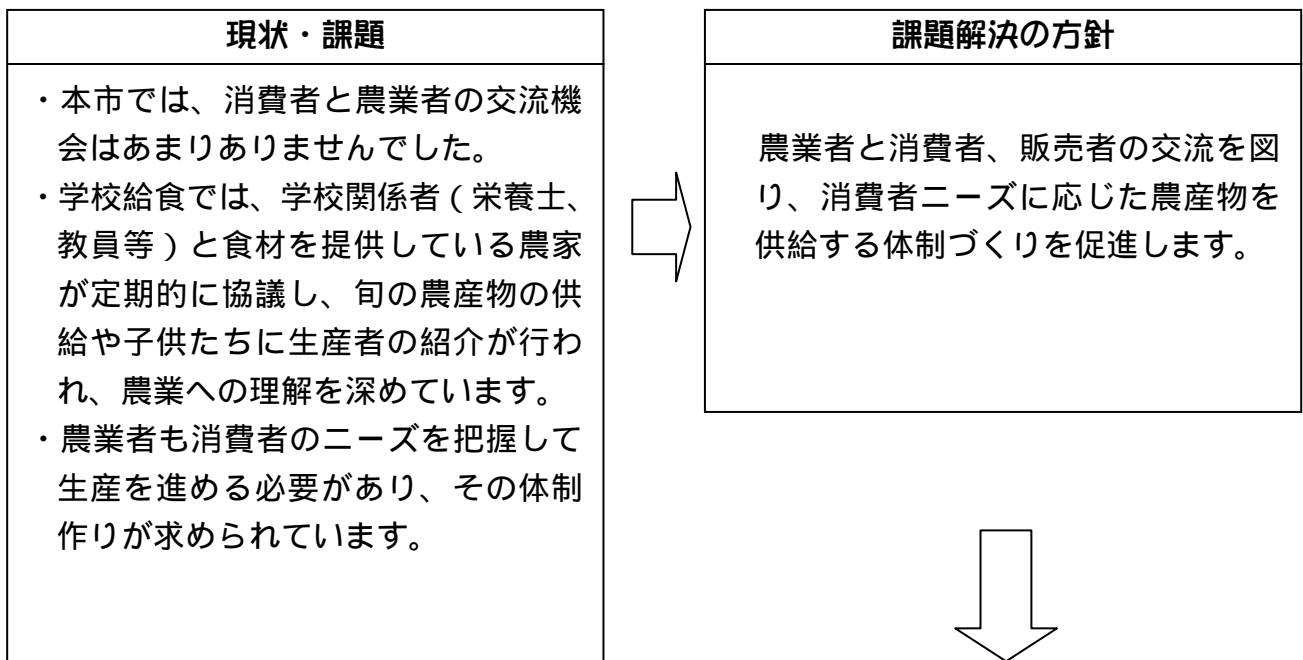 現状・課題
・本市では、消費者と農業者の交流機
会はあまりありませんでした。
・学校給食では、学校関係者（栄養士、
教員等）と食材を提供している農家
が定期的に協議し、旬の農産物の供
給や子供たちに生産者の紹介が行わ
れ、農業への理解を深めています。
・農業者も消費者のニーズを把握して
生産を進める必要があり、その体制
作りが求められています。
課題解決の方針
農業者と消費者、販売者の交流を図
り、消費者ニーズに応じた農産物を
供給する体制づくりを促進します。